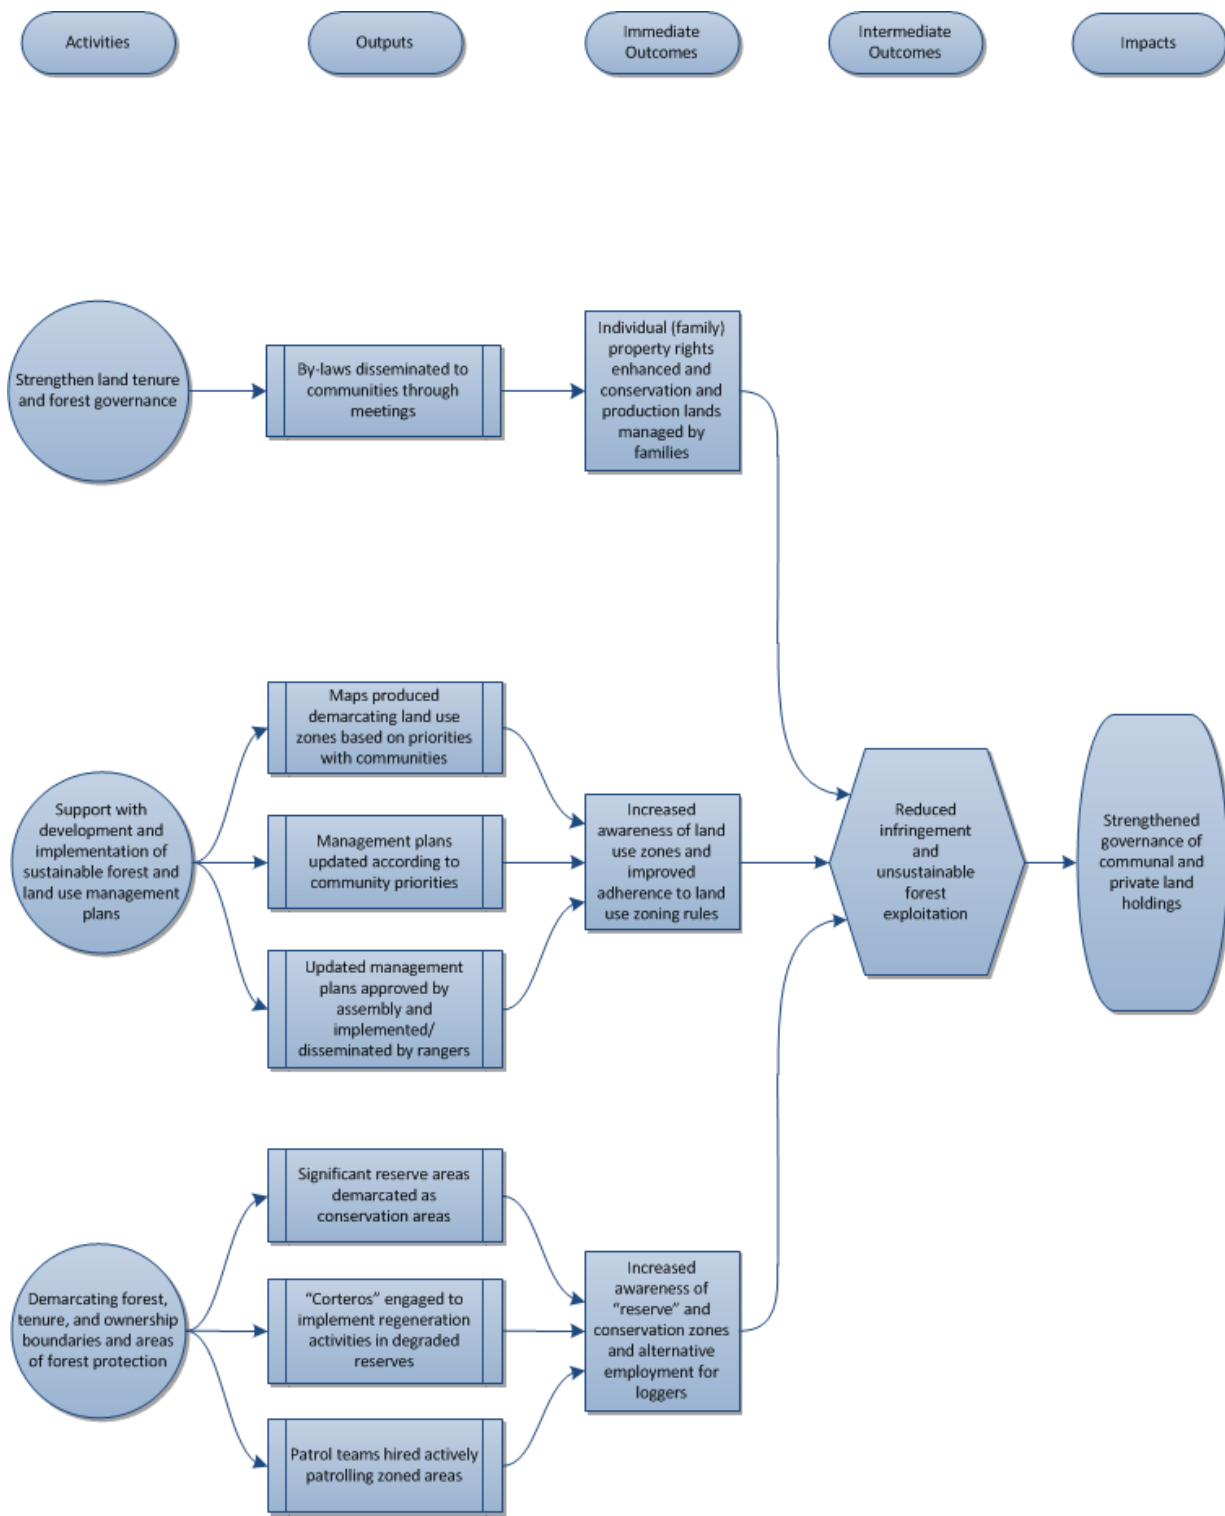 Activities
Outputs
Immediate
Outcomes
Intermediate
Outcomes
Impacts
Strengthen land tenure
and forest governance
By-laws disseminated to
communities through
meetings
Individual (family)
property rights
enhanced and
conservation and
production lands
managed by
families
Support with
development and
implementation of
sustainable forest and
land use management
plans
Maps produced
demarcating land use
zones based on priorities
with communities
Management plans
updated according to
community priorities
Updated management
plans approved by
assembly and
implemented/
disseminated by rangers
Increased
awareness of land
use zones and
improved
adherence to land
use zoning rules
Reduced
infringement
and
unsustainable
forest
exploitation
Strengthened
governance of
communal and
private land
holdings
Demarcating forest,
tenure, and ownership
boundaries and areas
of forest protection
Significant reserve areas
demarcated as
conservation areas
“Corteros” engaged to
implement regeneration
activities in degraded
reserves
Patrol teams hired actively
patrolling zoned areas
Increased
awareness of
“reserve” and
conservation zones
and alternative
employment for
loggers